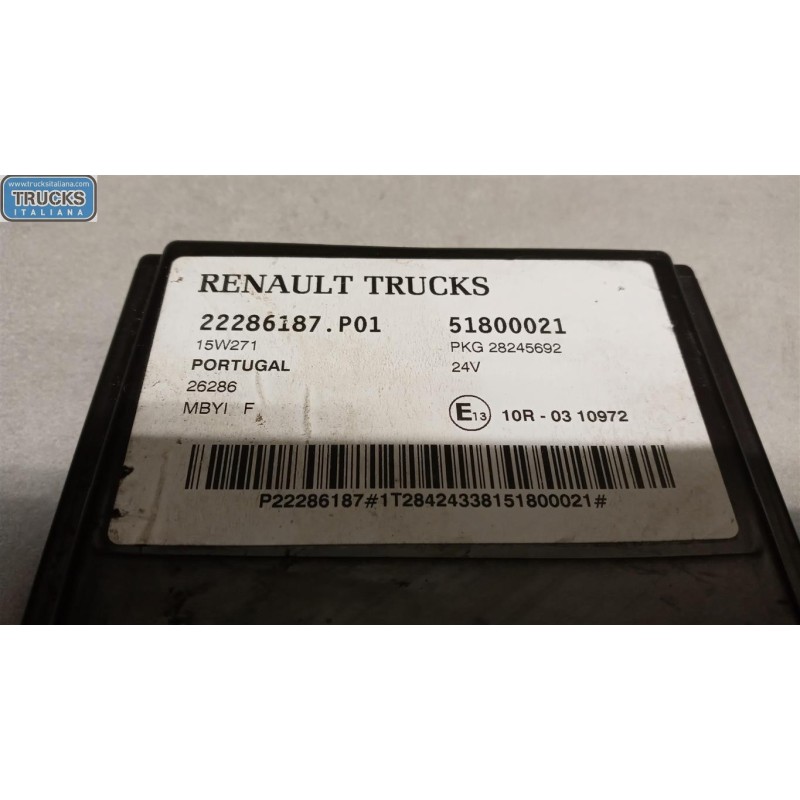 www.trucksitaliana.com
TRUCKS
ITALIANA
RENAULT TRUCKS
22286187.P01 51800021
15W271 PKG 28245692
PORTUGAL 24V
26286
MBYI F E13 10R - 03 10972
P22286187#1T28424338151800021#